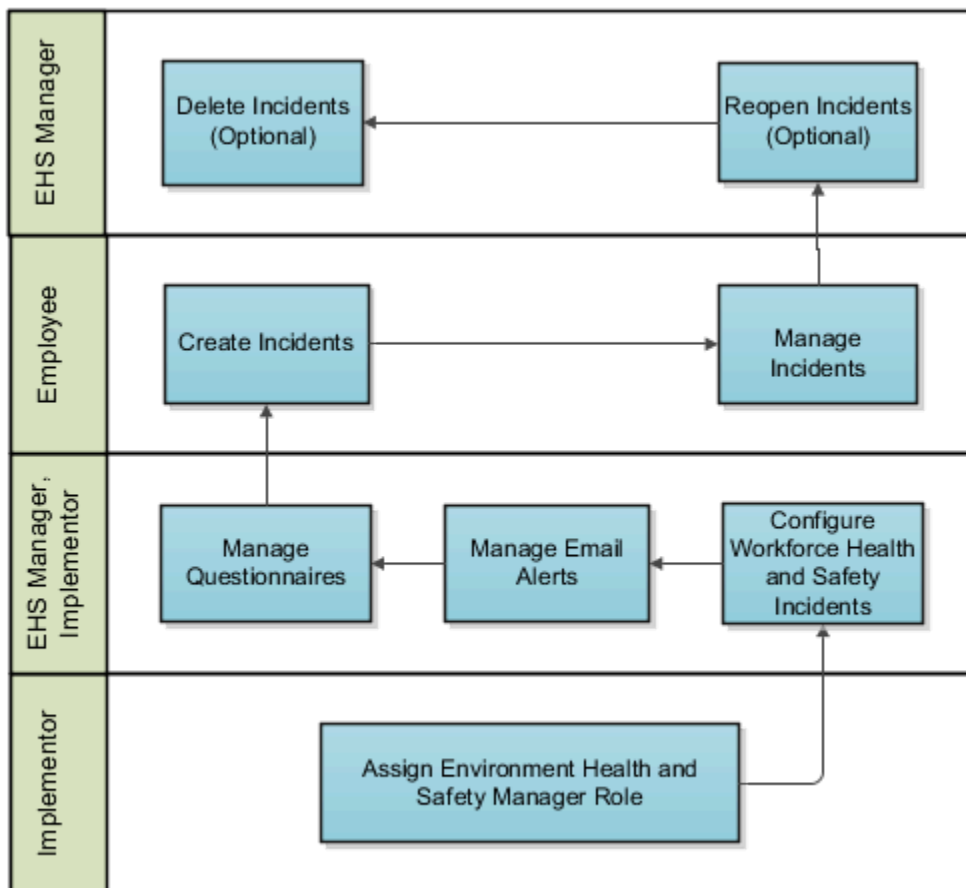 EHS Manager
Delete Incidents
(Optional)
Reopen Incidents
(Optional)
Employee
Create Incidents
Manage
Incidents
EHS Manager,
Implementor
Manage
Questionnaires
Manage Email
Alerts
Configure
Workforce Health
and Safety
Incidents
Implementor
Assign Environment Health and
Safety Manager Role